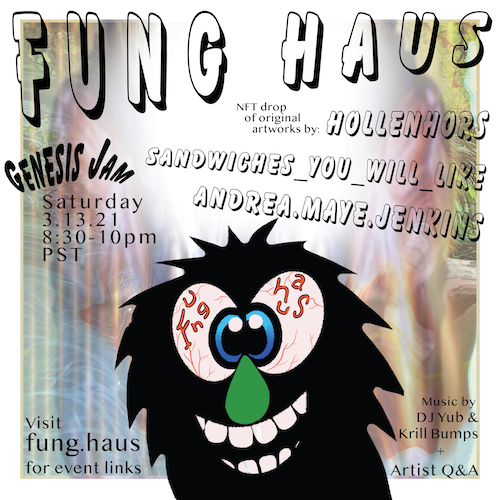 FUNG HAUS
NFT drop
of original
artworks by:
HOLLENHORS
SANDWICHES_YOU_WILL_LIKE
ANDREA.MAYE.JENKINS
GENESIS JAM
Saturday
3.13.21
8:30-10pm
PST
fung
haus
Visit
fung.haus
for event links
Music by
DJ Yub &
Krill Bumps
+
Artist Q&A